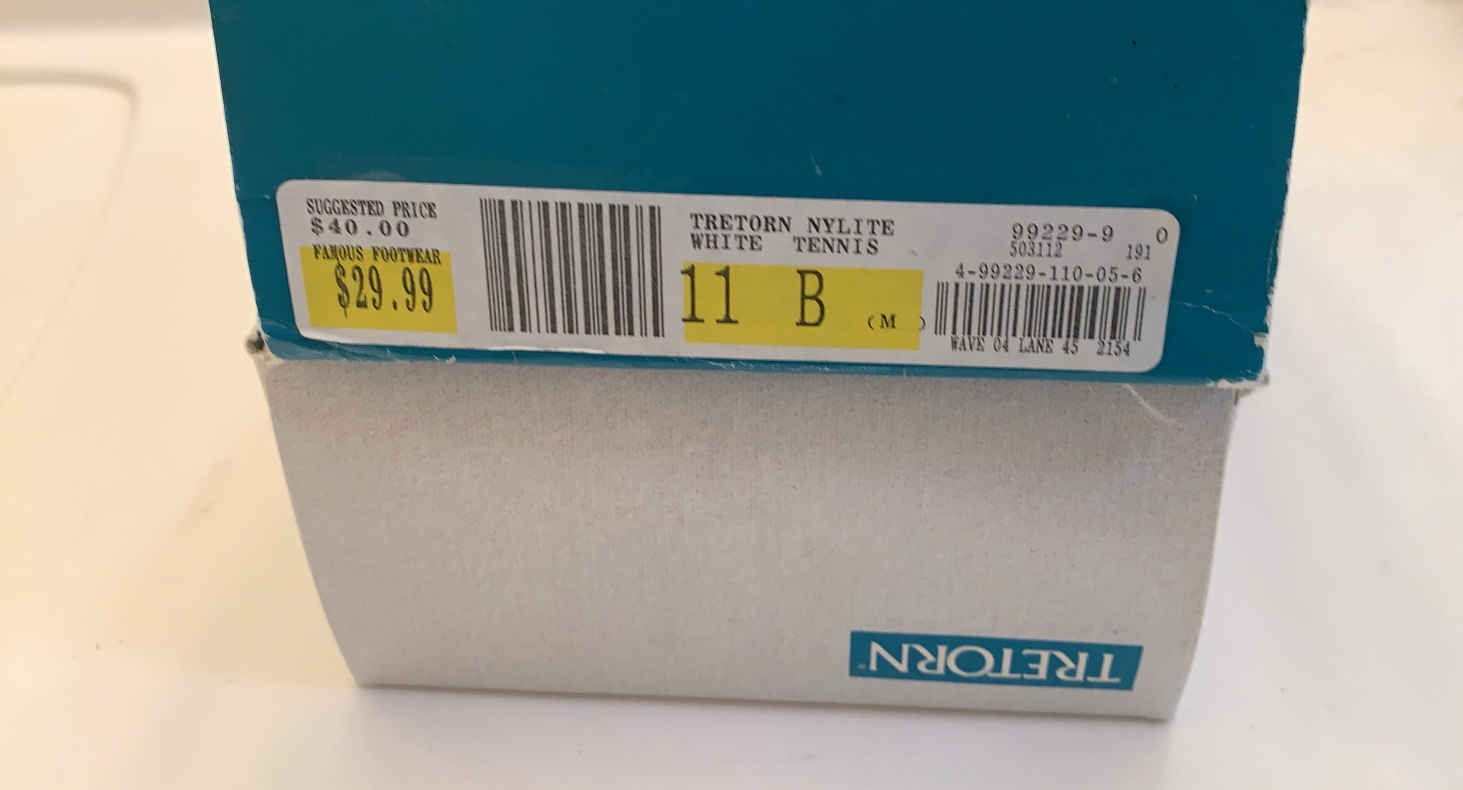 SUGGESTED PRICE
$40.00
FAMOUS FOOTWEAR
$29.99
TRETORN NYLITE
WHITE TENNIS
11 B (M )
99229-9 0
503112 191
4-99229-110-05-6
WAVE 04 LANE 45 2154
TRETORN